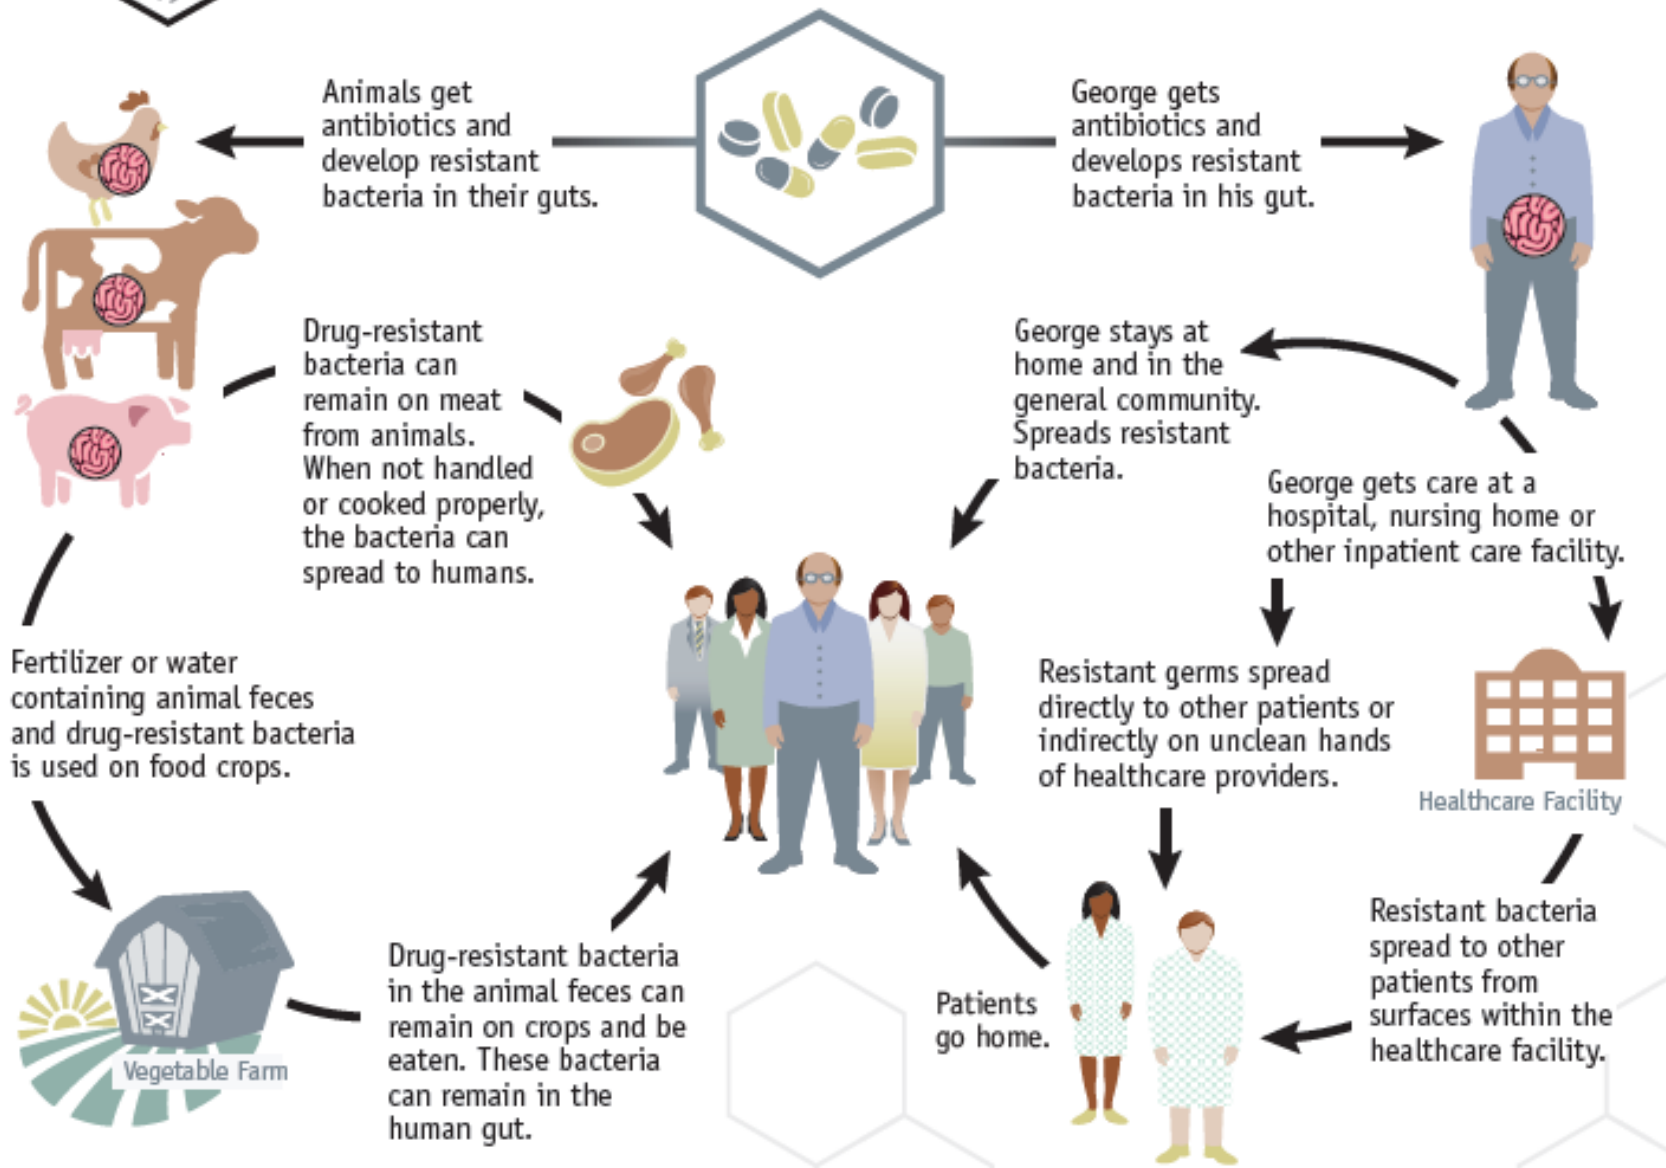 Animals get
antibiotics and
develop resistant
bacteria in their guts.
George gets
antibiotics and
develops resistant
bacteria in his gut.
Drug-resistant
bacteria can
remain on meat
from animals.
When not handled
or cooked properly,
the bacteria can
spread to humans.
George stays at
home and in the
general community.
Spreads resistant
bacteria.
George gets care at a
hospital, nursing home or
other inpatient care facility.
Fertilizer or water
containing animal feces
and drug-resistant bacteria
is used on food crops.
Resistant germs spread
directly to other patients or
indirectly on unclean hands
of healthcare providers.
Healthcare Facility
Vegetable Farm
Drug-resistant bacteria
in the animal feces can
remain on crops and be
eaten. These bacteria
can remain in the
human gut.
Patients
go home.
Resistant bacteria
spread to other
patients from
surfaces within the
healthcare facility.